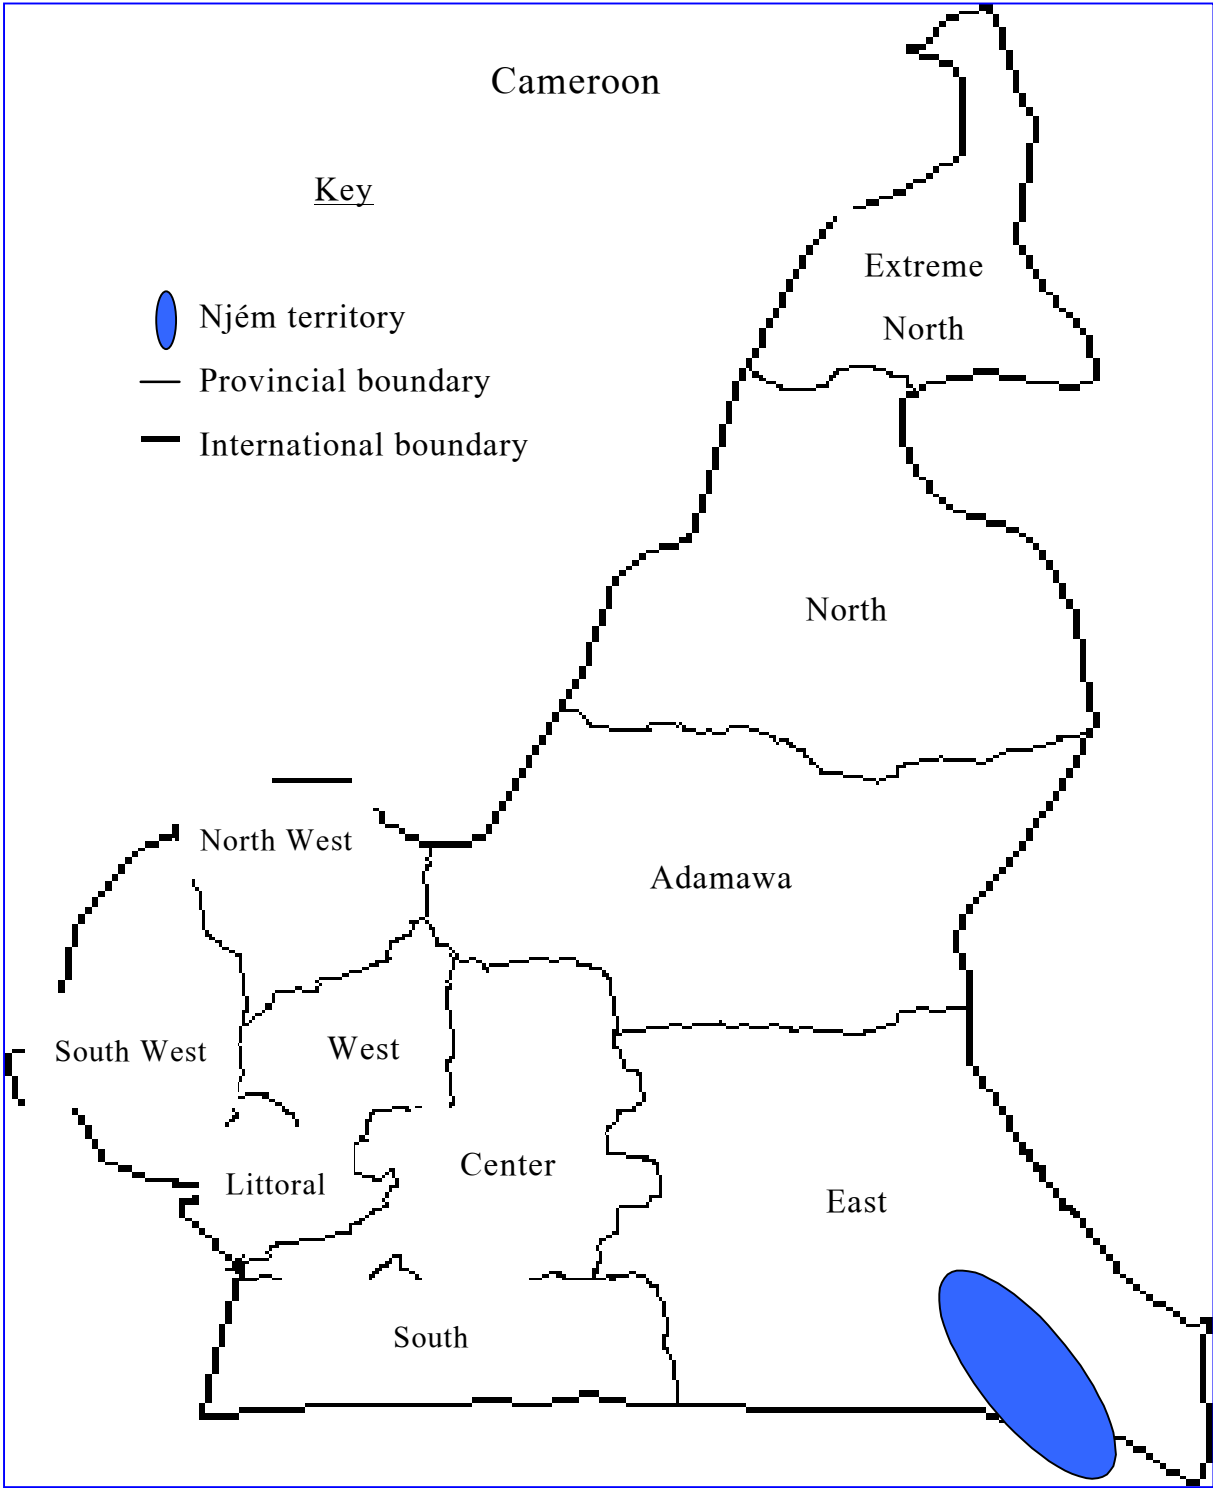 Cameroon
Key
Njém territory
Provincial boundary
International boundary
Extreme
North
North
North West
Adamawa
South West
West
Center
Littoral
East
South